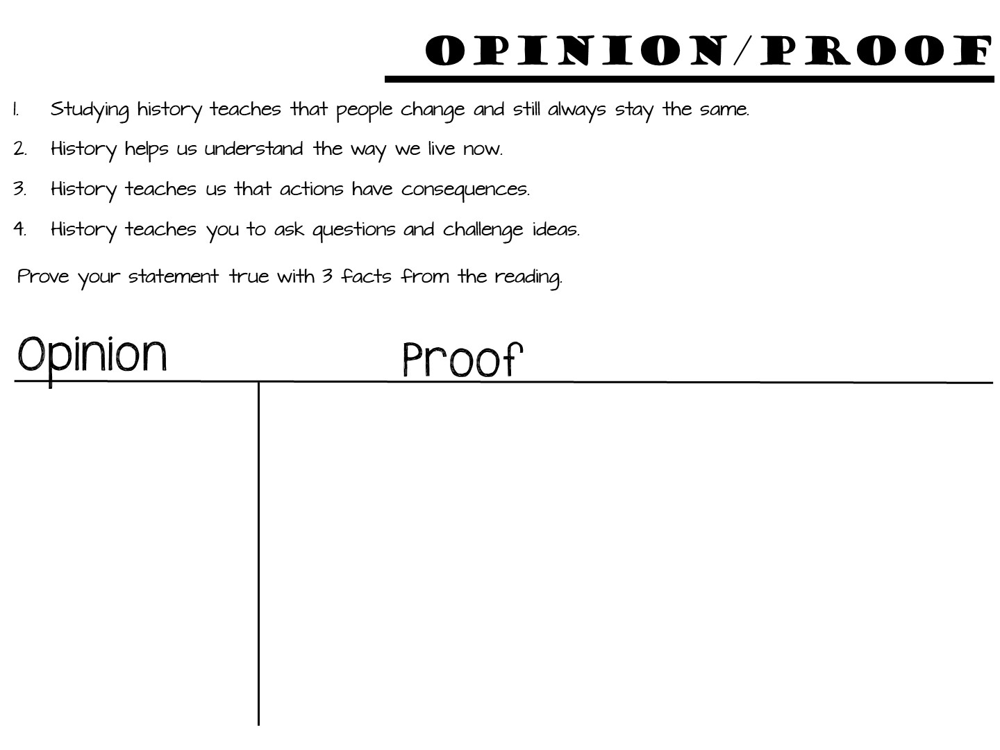 OPINION/PROOF
1. Studying history teaches that people change and still always stay the same.
2. History helps us understand the way we live now.
3. History teaches us that actions have consequences.
4. History teaches you to ask questions and challenge ideas.
Prove your statement true with 3 facts from the reading.
Opinion Proof